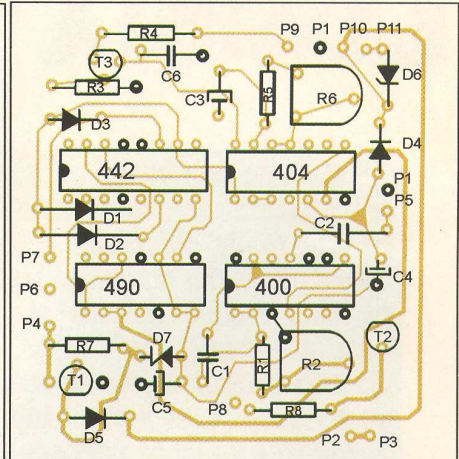 R4
P9
P1
P10
P11
T3
C6
D6
R3
C3
R5
R6
D3
D4
442
404
P1
P5
D1
C2
D2
P7
C4
P6
490
400
P4
T2
R7
D7
C1
R1
R2
T1
C5
P8
R8
D5
P2
P3